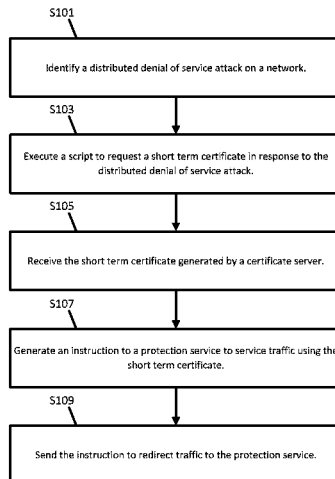 S101
Identify a distributed denial of service attack on a network.
S103
Execute a script to request a short term certificate in response to the
distributed denial of service attack.
S105
Receive the short term certificate generated by a certificate server.
S107
Generate an instruction to a protection service to service traffic using the
short term certificate.
S109
Send the instruction to redirect traffic to the protection service.